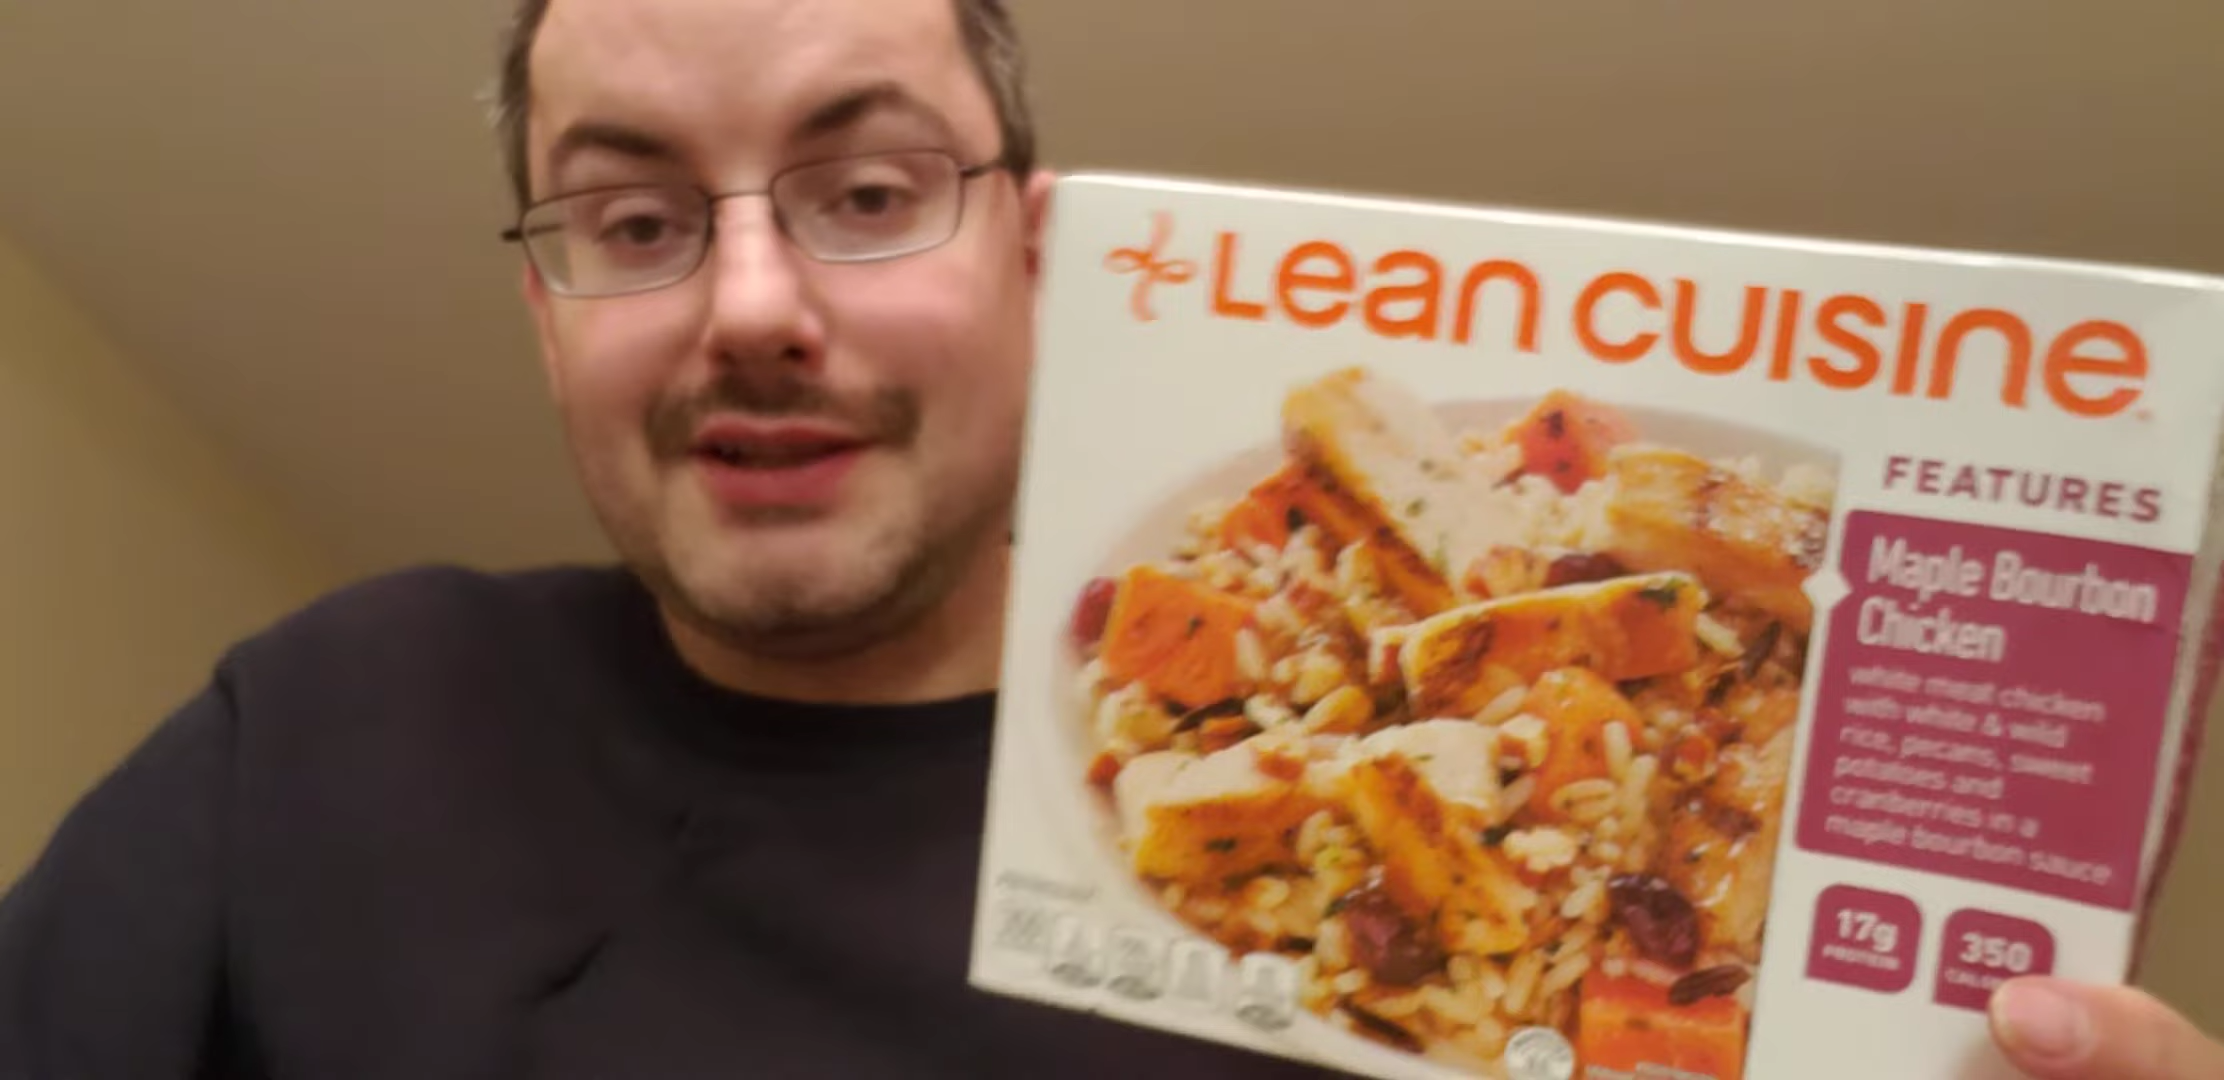 Lean Cuisine
FEATURES
Maple Bourbon
Chicken
white meat chicken
with white & wild
rice, pecans, sweet
potatoes and
cranberries in a
maple bourbon sauce
17g
PROTEIN
350